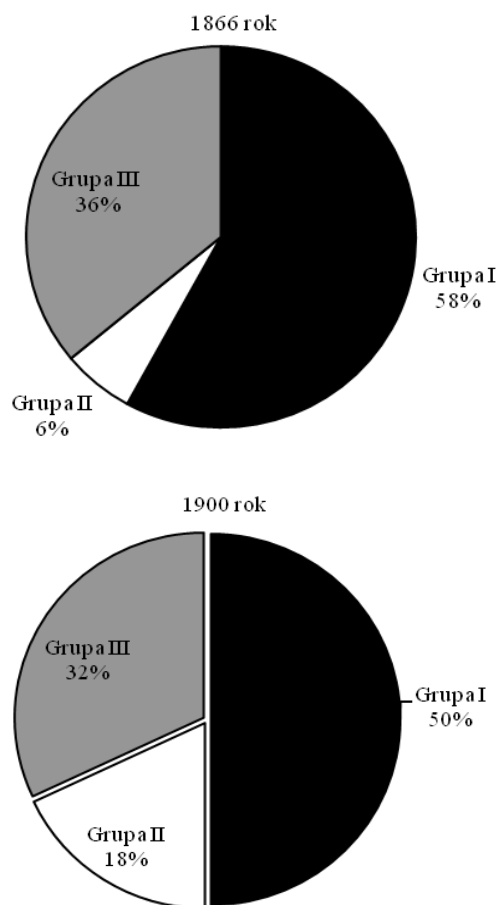 1866 rok
Grupa III
36%
Grupa I
58%
Grupa II
6%
1900 rok
Grupa III
32%
Grupa I
50%
Grupa II
18%